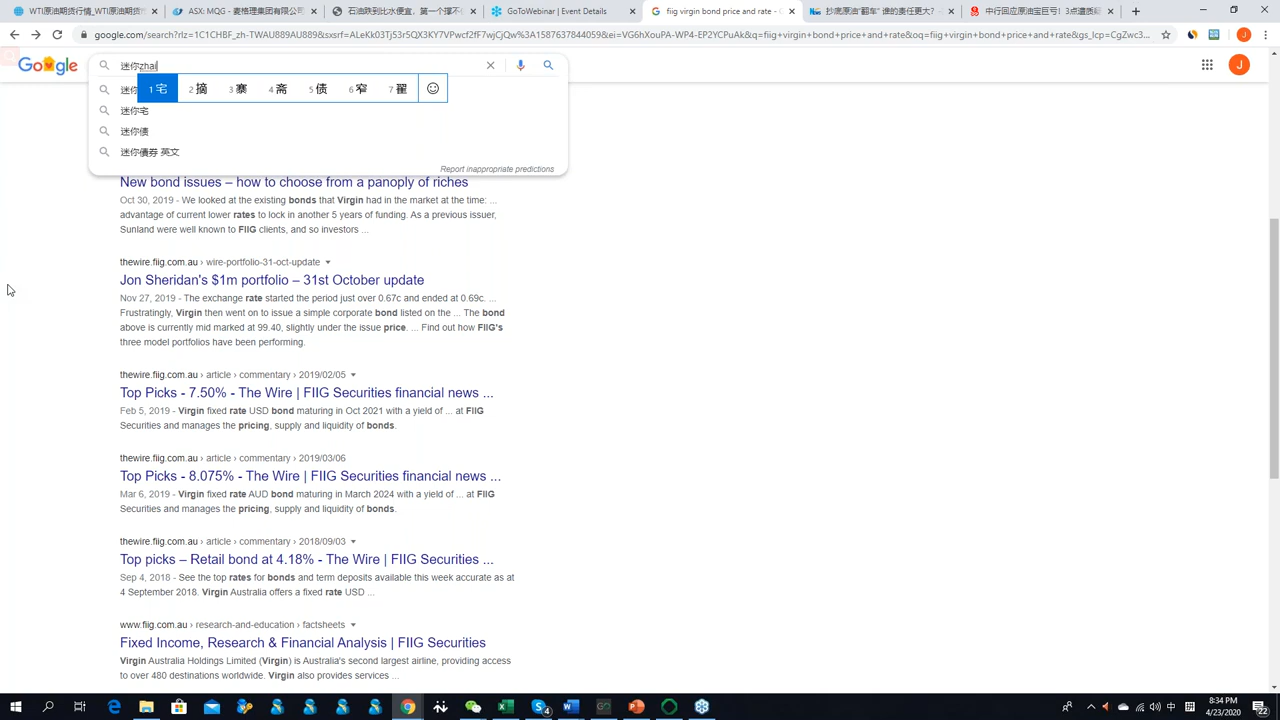 WTI原油期货行情_WTI原油期
ASX: MQG - 麦格理集团有限公司
石油跌到比水便宜，第一个撑不
GoToWebinar | Event Details
fiig virgin bond price and rate -
抄底原油"翻车" 谁的责任更大?
中行回应原油宝巨亏！3点遭质疑
google.com/search?rlz=1C1CHBF_zh-TWAU889AU889&sxsrf=ALeKk03Tj53r5QX3KY7VPwcf2fF7wjCjQw%3A1587637484059&ei=VG6hXouPA-WP4-EP2YCPuAk&q=fiig+virgin+bond+price+and+rate&oq=fiig+virgin+bond+price+and+rate&gs_lcp=CgZwc3...
J
Google
迷你zhai
J
迷你
1 宅 2 摘 3 寨 4 斋 5 债 6 窄 7 翟
迷你宅
迷你债
迷你債券 英文
Report inappropriate predictions
New bond issues – how to choose from a panoply of riches
Oct 30, 2019 - We looked at the existing bonds that Virgin had in the market at the time: ...
advantage of current lower rates to lock in another 5 years of funding. As a previous issuer,
Sunland were well known to FIIG clients, and so investors ...
thewire.fiig.com.au › wire-portfolio-31-oct-update
Jon Sheridan's $1m portfolio – 31st October update
Nov 27, 2019 - The exchange rate started the period just over 0.67c and ended at 0.69c. ...
Frustratingly, Virgin then went on to issue a simple corporate bond listed on the ... The bond
above is currently mid marked at 99.40, slightly under the issue price. ... Find out how FIIG's
three model portfolios have been performing.
thewire.fiig.com.au › article › commentary › 2019/02/05
Top Picks - 7.50% - The Wire | FIIG Securities financial news ...
Feb 5, 2019 - Virgin fixed rate USD bond maturing in Oct 2021 with a yield of ... at FIIG
Securities and manages the pricing, supply and liquidity of bonds.
thewire.fiig.com.au › article › commentary › 2019/03/06
Top Picks - 8.075% - The Wire | FIIG Securities financial news ...
Mar 6, 2019 - Virgin fixed rate AUD bond maturing in March 2024 with a yield of ... at FIIG
Securities and manages the pricing, supply and liquidity of bonds.
thewire.fiig.com.au › article › commentary › 2018/09/03
Top picks – Retail bond at 4.18% - The Wire | FIIG Securities ...
Sep 4, 2018 - See the top rates for bonds and term deposits available this week accurate as at
4 September 2018. Virgin Australia offers a fixed rate USD ...
www.fiig.com.au › research-and-education › factsheets
Fixed Income, Research & Financial Analysis | FIIG Securities
Virgin Australia Holdings Limited (Virgin) is Australia's second largest airline, providing access
to over 480 destinations worldwide. Virgin also provides services ...
中
8:34 PM
4/23/2020
22